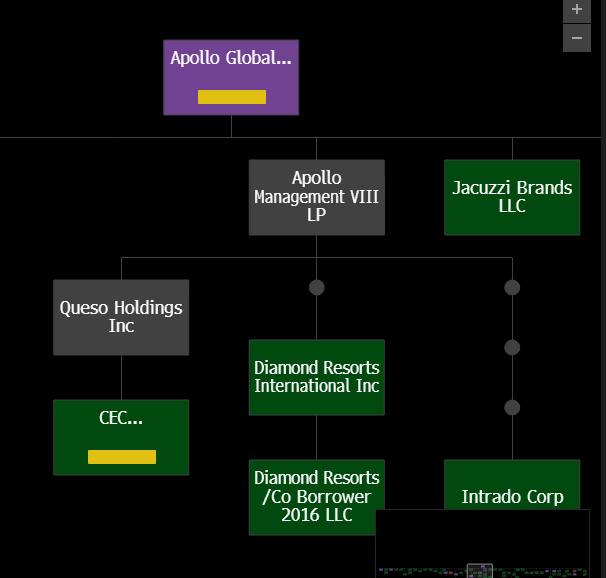 +
−
Apollo Global...
Apollo
Management VIII
LP
Jacuzzi Brands
LLC
Queso Holdings
Inc
Diamond Resorts
International Inc
CEC...
Diamond Resorts
/Co Borrower
2016 LLC
Intrado Corp